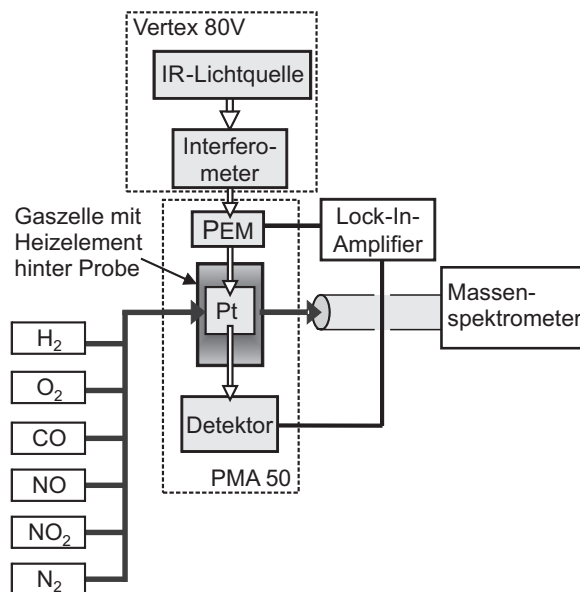 Vertex 80V
IR-Lichtquelle
Interfero-
meter
Gaszelle mit
Heizelement
hinter Probe
PEM
Lock-In-
Amplifier
Pt
Massen-
spektrometer
H₂
O₂
CO
NO
NO₂
N₂
Detektor
PMA 50